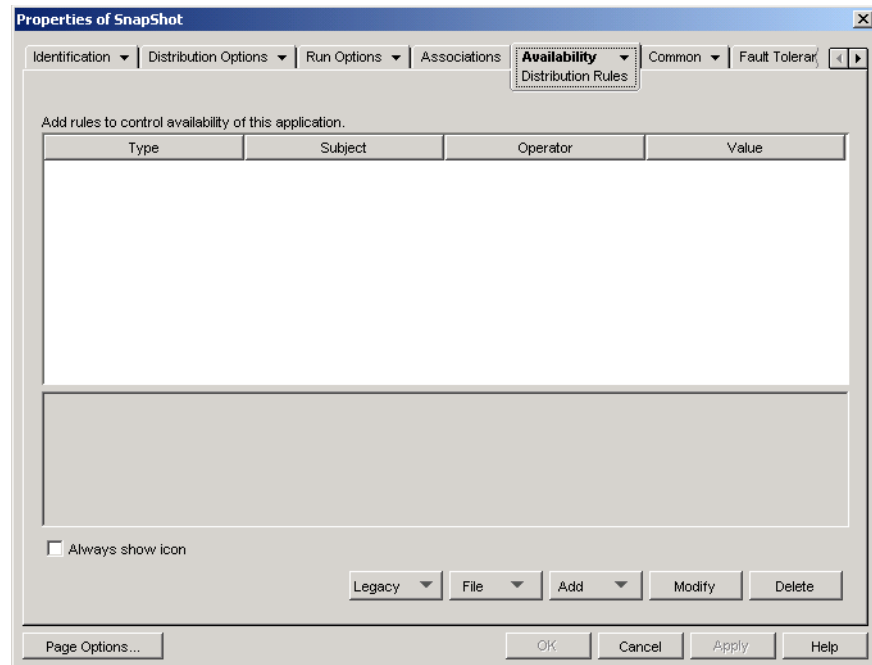 Properties of SnapShot
Identification Distribution Options Run Options Associations Availability Common Fault Toleran
Distribution Rules
Add rules to control availability of this application.
Type Subject Operator Value
Always show icon
Legacy File Add Modify Delete
Page Options... OK Cancel Apply Help